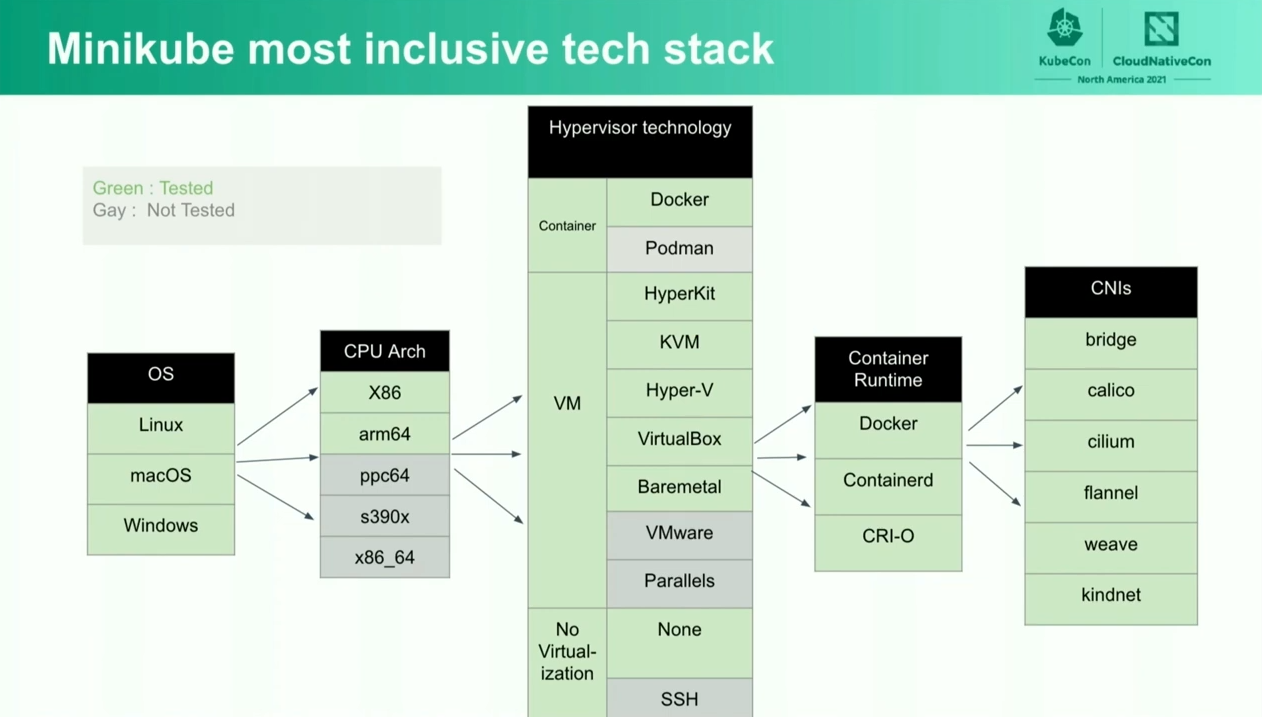 Minikube most inclusive tech stack
KubeCon
CloudNativeCon
North America 2021
Green : Tested
Gay :  Not Tested
OS
Linux
macOS
Windows
CPU Arch
X86
arm64
ppc64
s390x
x86_64
Hypervisor technology
Container
Docker
Podman
VM
HyperKit
KVM
Hyper-V
VirtualBox
Baremetal
VMware
Parallels
No
Virtual-
ization
None
SSH
Container
Runtime
Docker
Containerd
CRI-O
CNIs
bridge
calico
cilium
flannel
weave
kindnet